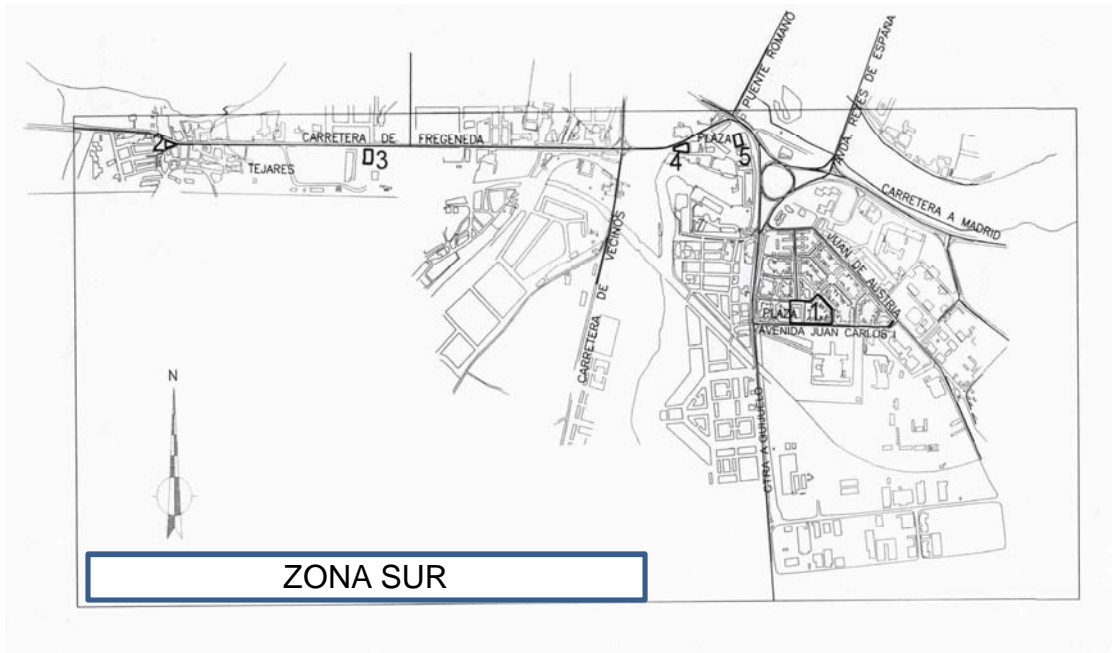 PUENTE ROMANO
AVDA. REYES DE ESPAÑA
2
CARRETERA DE FREGENEDA
PLAZA
5
4
3
TEJARES
CARRETERA A MADRID
CARRETERA DE VECINOS
JUAN DE AUSTRIA
PLAZA
1
AVENIDA JUAN CARLOS I
N
CTRA A GUIJUELO
ZONA SUR